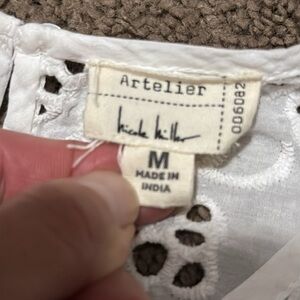 Artelier
nicole miller
006082
M
MADE IN
INDIA